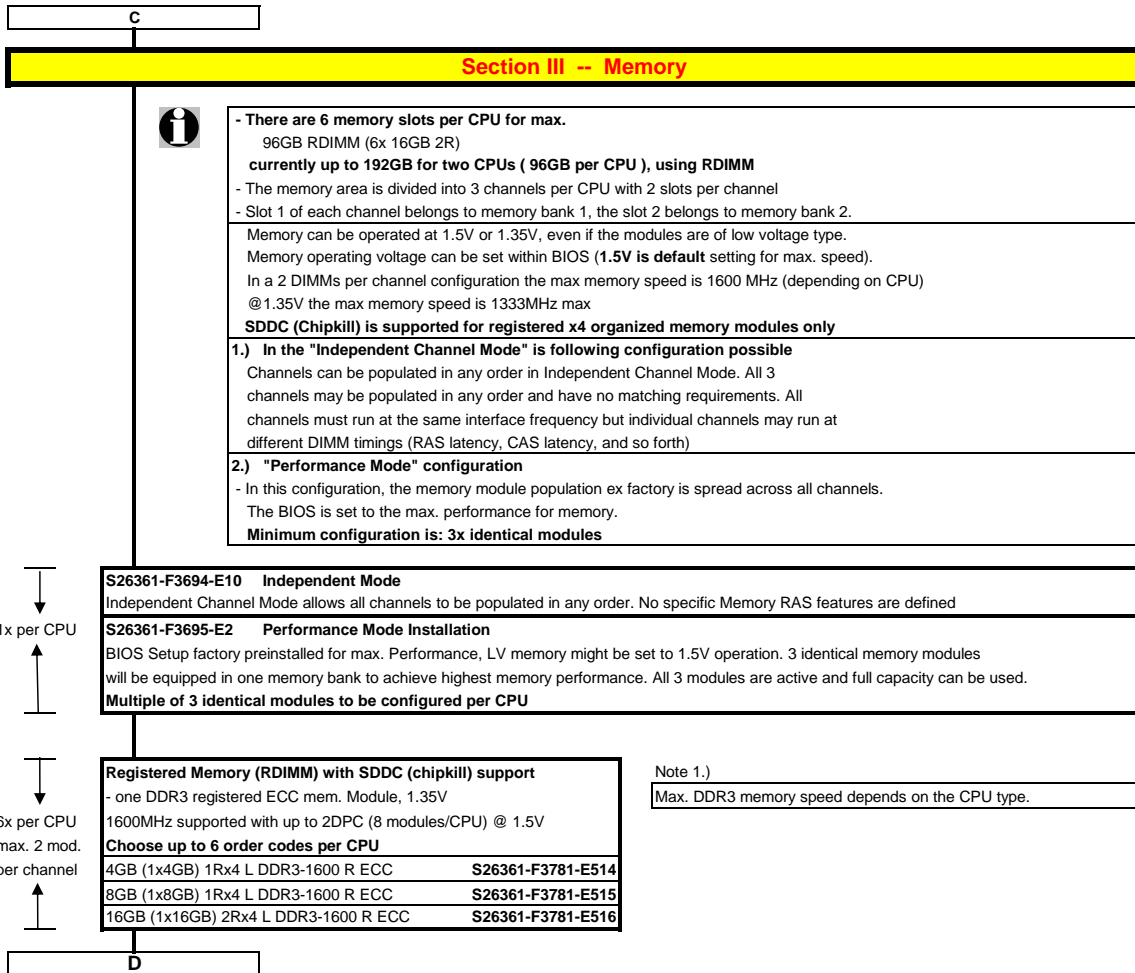 C
Section III -- Memory
- There are 6 memory slots per CPU for max.
96GB RDIMM (6x 16GB 2R)
currently up to 192GB for two CPUs ( 96GB per CPU ), using RDIMM
- The memory area is divided into 3 channels per CPU with 2 slots per channel
- Slot 1 of each channel belongs to memory bank 1, the slot 2 belongs to memory bank 2.
Memory can be operated at 1.5V or 1.35V, even if the modules are of low voltage type.
Memory operating voltage can be set within BIOS (1.5V is default setting for max. speed).
In a 2 DIMMs per channel configuration the max memory speed is 1600 MHz (depending on CPU)
@1.35V the max memory speed is 1333MHz max
SDDC (Chipkill) is supported for registered x4 organized memory modules only
1.) In the "Independent Channel Mode" is following configuration possible
Channels can be populated in any order in Independent Channel Mode. All 3
channels may be populated in any order and have no matching requirements. All
channels must run at the same interface frequency but individual channels may run at
different DIMM timings (RAS latency, CAS latency, and so forth)
2.) "Performance Mode" configuration
- In this configuration, the memory module population ex factory is spread across all channels.
The BIOS is set to the max. performance for memory.
Minimum configuration is: 3x identical modules
S26361-F3694-E10 Independent Mode
Independent Channel Mode allows all channels to be populated in any order. No specific Memory RAS features are defined
1x per CPU
S26361-F3695-E2 Performance Mode Installation
BIOS Setup factory preinstalled for max. Performance, LV memory might be set to 1.5V operation. 3 identical memory modules
will be equipped in one memory bank to achieve highest memory performance. All 3 modules are active and full capacity can be used.
Multiple of 3 identical modules to be configured per CPU
Registered Memory (RDIMM) with SDDC (chipkill) support
- one DDR3 registered ECC mem. Module, 1.35V
1600MHz supported with up to 2DPC (8 modules/CPU) @ 1.5V
Choose up to 6 order codes per CPU
4GB (1x4GB) 1Rx4 L DDR3-1600 R ECC S26361-F3781-E514
8GB (1x8GB) 1Rx4 L DDR3-1600 R ECC S26361-F3781-E515
16GB (1x16GB) 2Rx4 L DDR3-1600 R ECC S26361-F3781-E516
6x per CPU
max. 2 mod.
per channel
Note 1.)
Max. DDR3 memory speed depends on the CPU type.
D